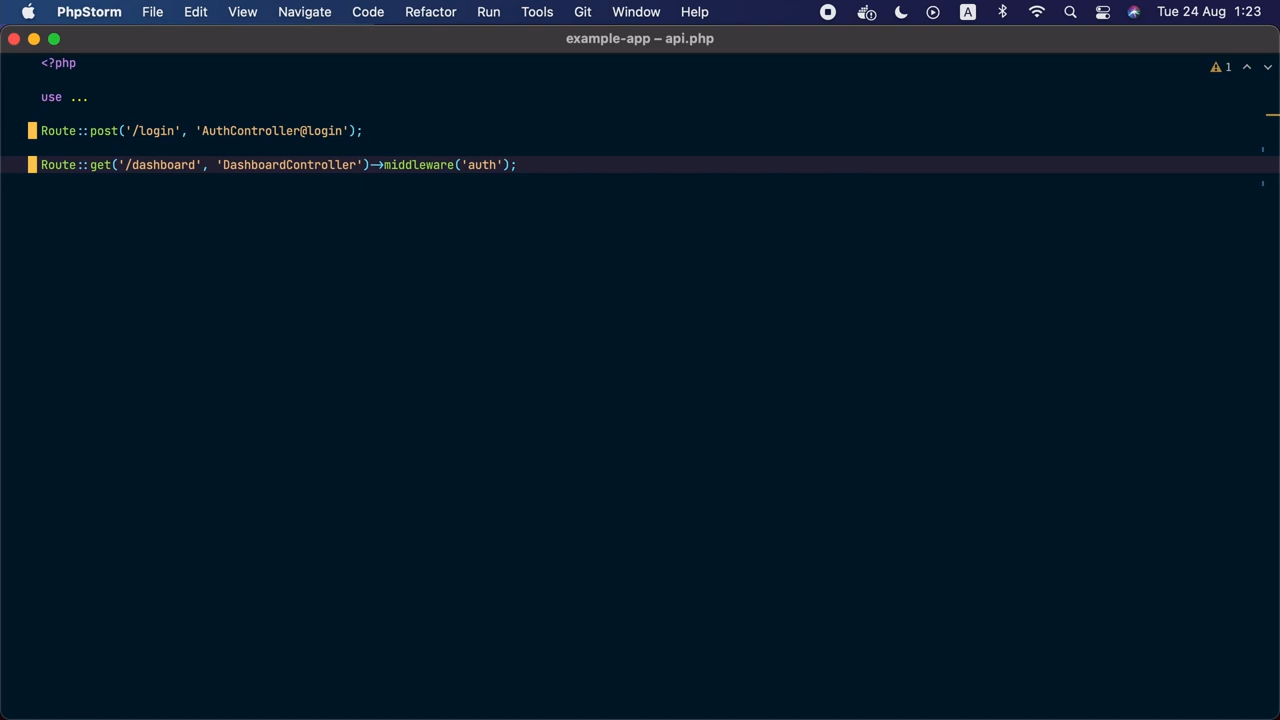 PhpStorm File Edit View Navigate Code Refactor Run Tools Git Window Help A Tue 24 Aug 1:23
example-app – api.php
<?php
1
use ...
Route::post('/login', 'AuthController@login');
Route::get('/dashboard', 'DashboardController')->middleware('auth');